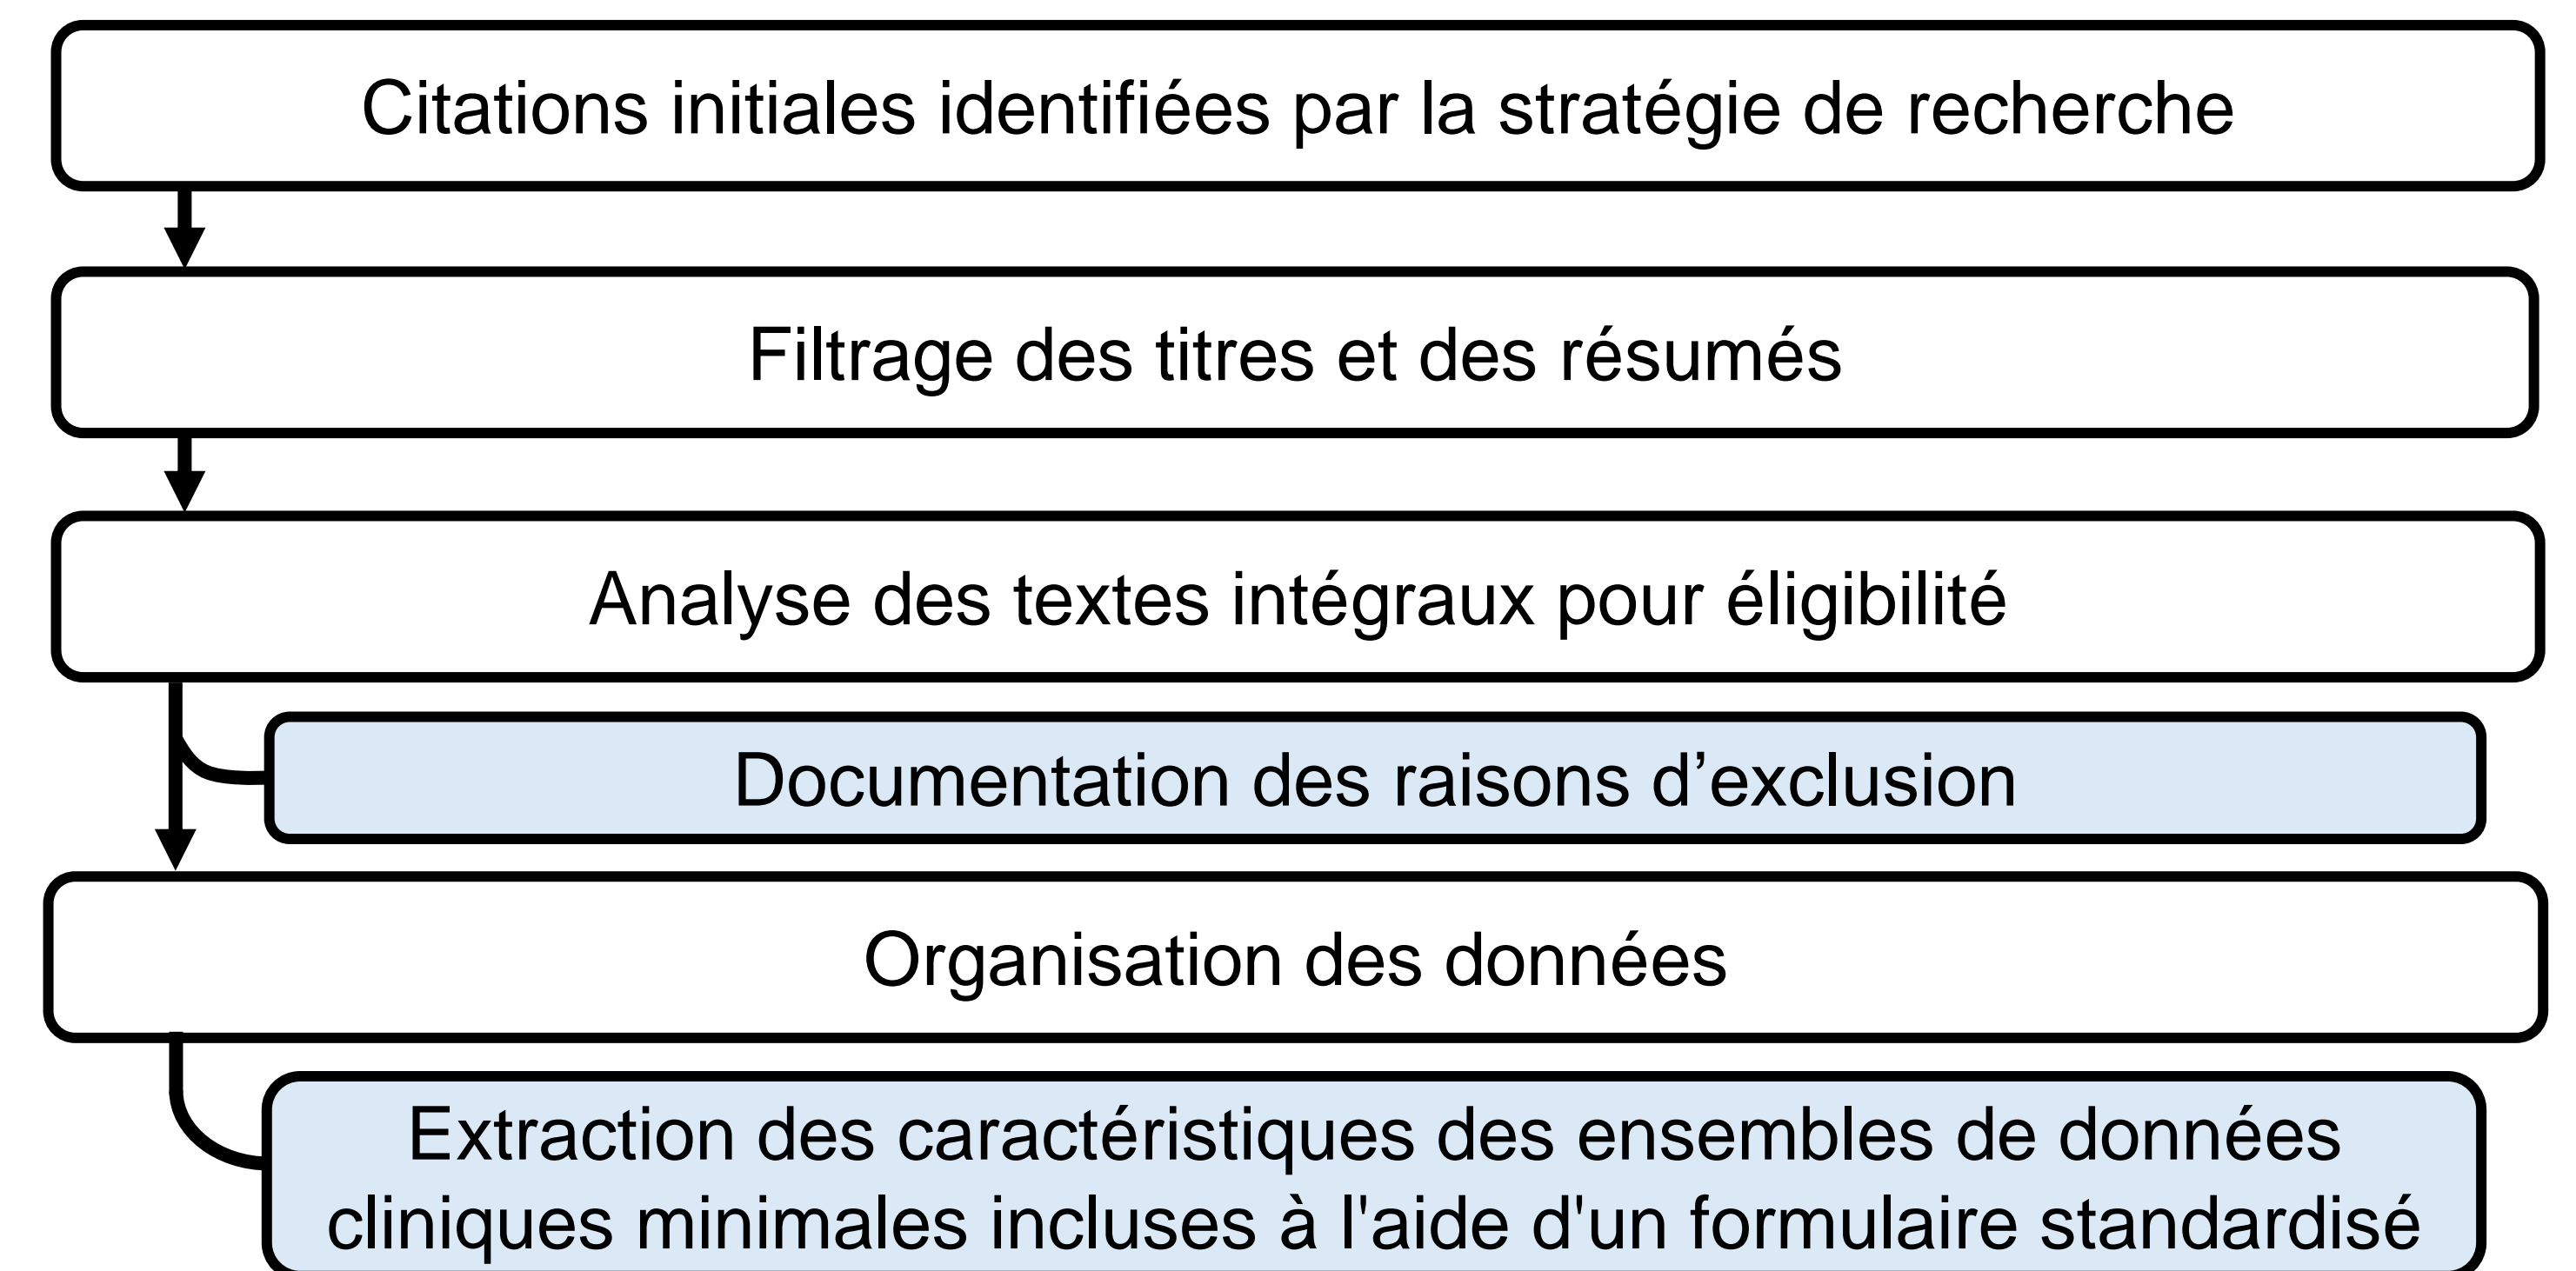 Citations initiales identifiées par la stratégie de recherche
Filtrage des titres et des résumés
Analyse des textes intégraux pour éligibilité
Documentation des raisons d’exclusion
Organisation des données
Extraction des caractéristiques des ensembles de données
cliniques minimales incluses à l'aide d'un formulaire standardisé